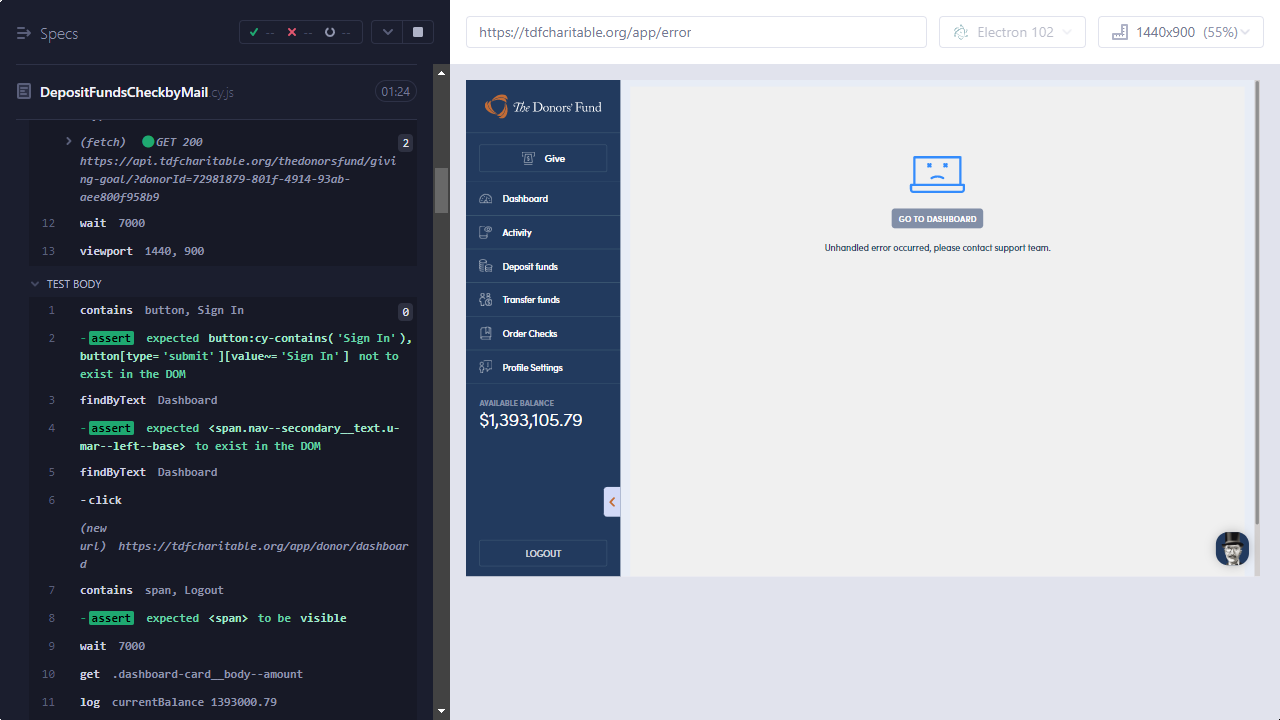 Specs
--
--
--
DepositFundsCheckbyMail.cy.js
01:24
(fetch) GET 200
2
https://api.tdfcharitable.org/thedonorsfund/givi
ng-goal/?donorId=72981879-801f-4914-93ab-
aee800f958b9
12 wait 7000
13 viewport 1440, 900
TEST BODY
1 contains button, Sign In
0
2 -assert expected button:cy-contains('Sign In'),
button[type='submit'][value~='Sign In'] not to
exist in the DOM
3 findByText Dashboard
4 -assert expected <span.nav--secondary__text.u-
mar--left--base> to exist in the DOM
5 findByText Dashboard
6 -click
(new
url) https://tdfcharitable.org/app/donor/dashboar
d
7 contains span, Logout
8 -assert expected <span> to be visible
9 wait 7000
10 get .dashboard-card__body--amount
11 log currentBalance 1393000.79
https://tdfcharitable.org/app/error
Electron 102
1440x900 (55%)
The Donors' Fund
Give
Dashboard
Activity
Deposit funds
Transfer funds
Order Checks
Profile Settings
AVAILABLE BALANCE
$1,393,105.79
LOGOUT
GO TO DASHBOARD
Unhandled error occurred, please contact support team.